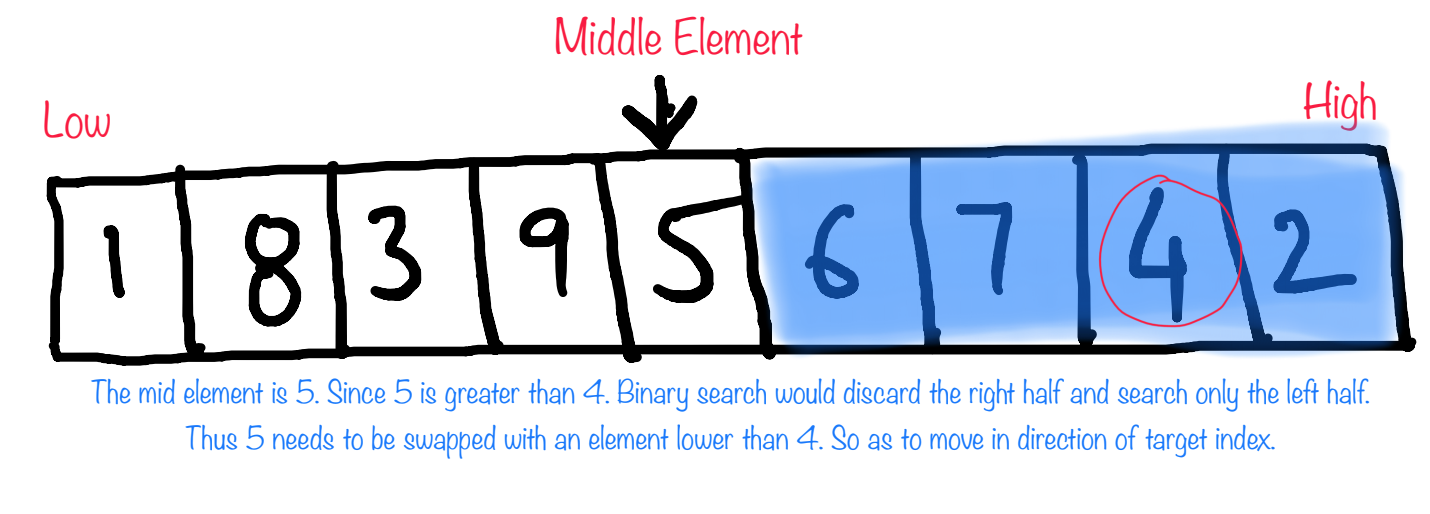 Middle Element
Low
High
1 8 3 9 5 6 7 4 2
The mid element is 5. Since 5 is greater than 4. Binary search would discard the right half and search only the left half.
Thus 5 needs to be swapped with an element lower than 4. So as to move in direction of target index.